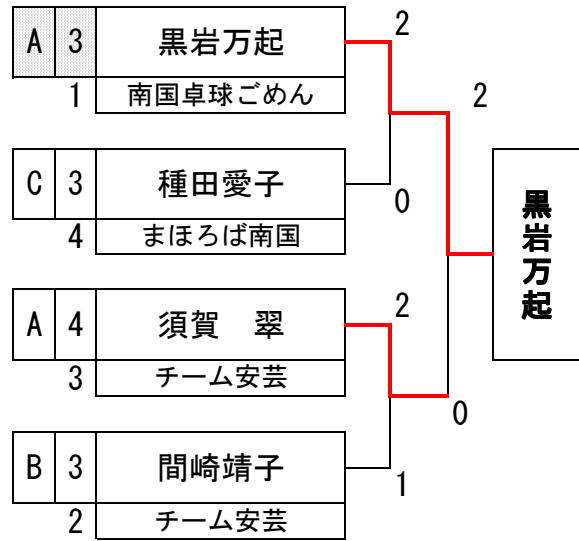 A 3 黒岩万起 2
1 南国卓球ごめん 2
C 3 種田愛子 0
4 まほろば南国
黒岩万起
A 4 須賀 翠 2
3 チーム安芸 0
B 3 間崎靖子 1
2 チーム安芸